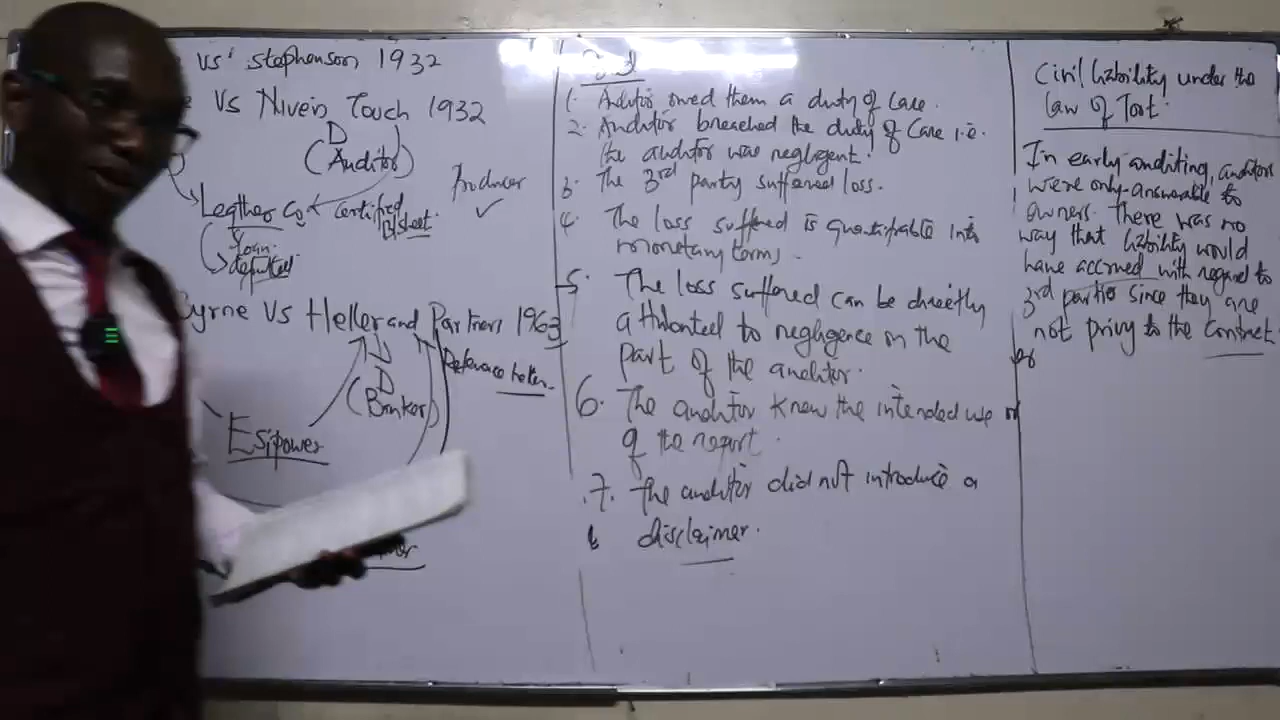 vs' Stephenson 1932
vs Niven Touch 1932
D
(Auditor)
Producer
Leather Co
certified
B/sheet.
loan
defaulted
Byrne vs Heller and Partners 1963
Reference letter.
D
(Banker)
Esipower
1. Auditor owed them a duty of care.
2. Auditor breached the duty of care i.e.
the auditor was negligent.
3. The 3rd party suffered loss.
4. The loss suffered is quantifiable into
monetary terms.
5. The loss suffered can be directly
attributed to negligence on the
part of the auditor.
6. The auditor knew the intended use
of the report.
7. The auditor did not introduce a
disclaimer.
Civil liability under the
law of Tort.
In early auditing, auditors
were only answerable to
owners. There was no
way that liability would
have accrued with regard to
3rd parties since they are
not privy to the contract.